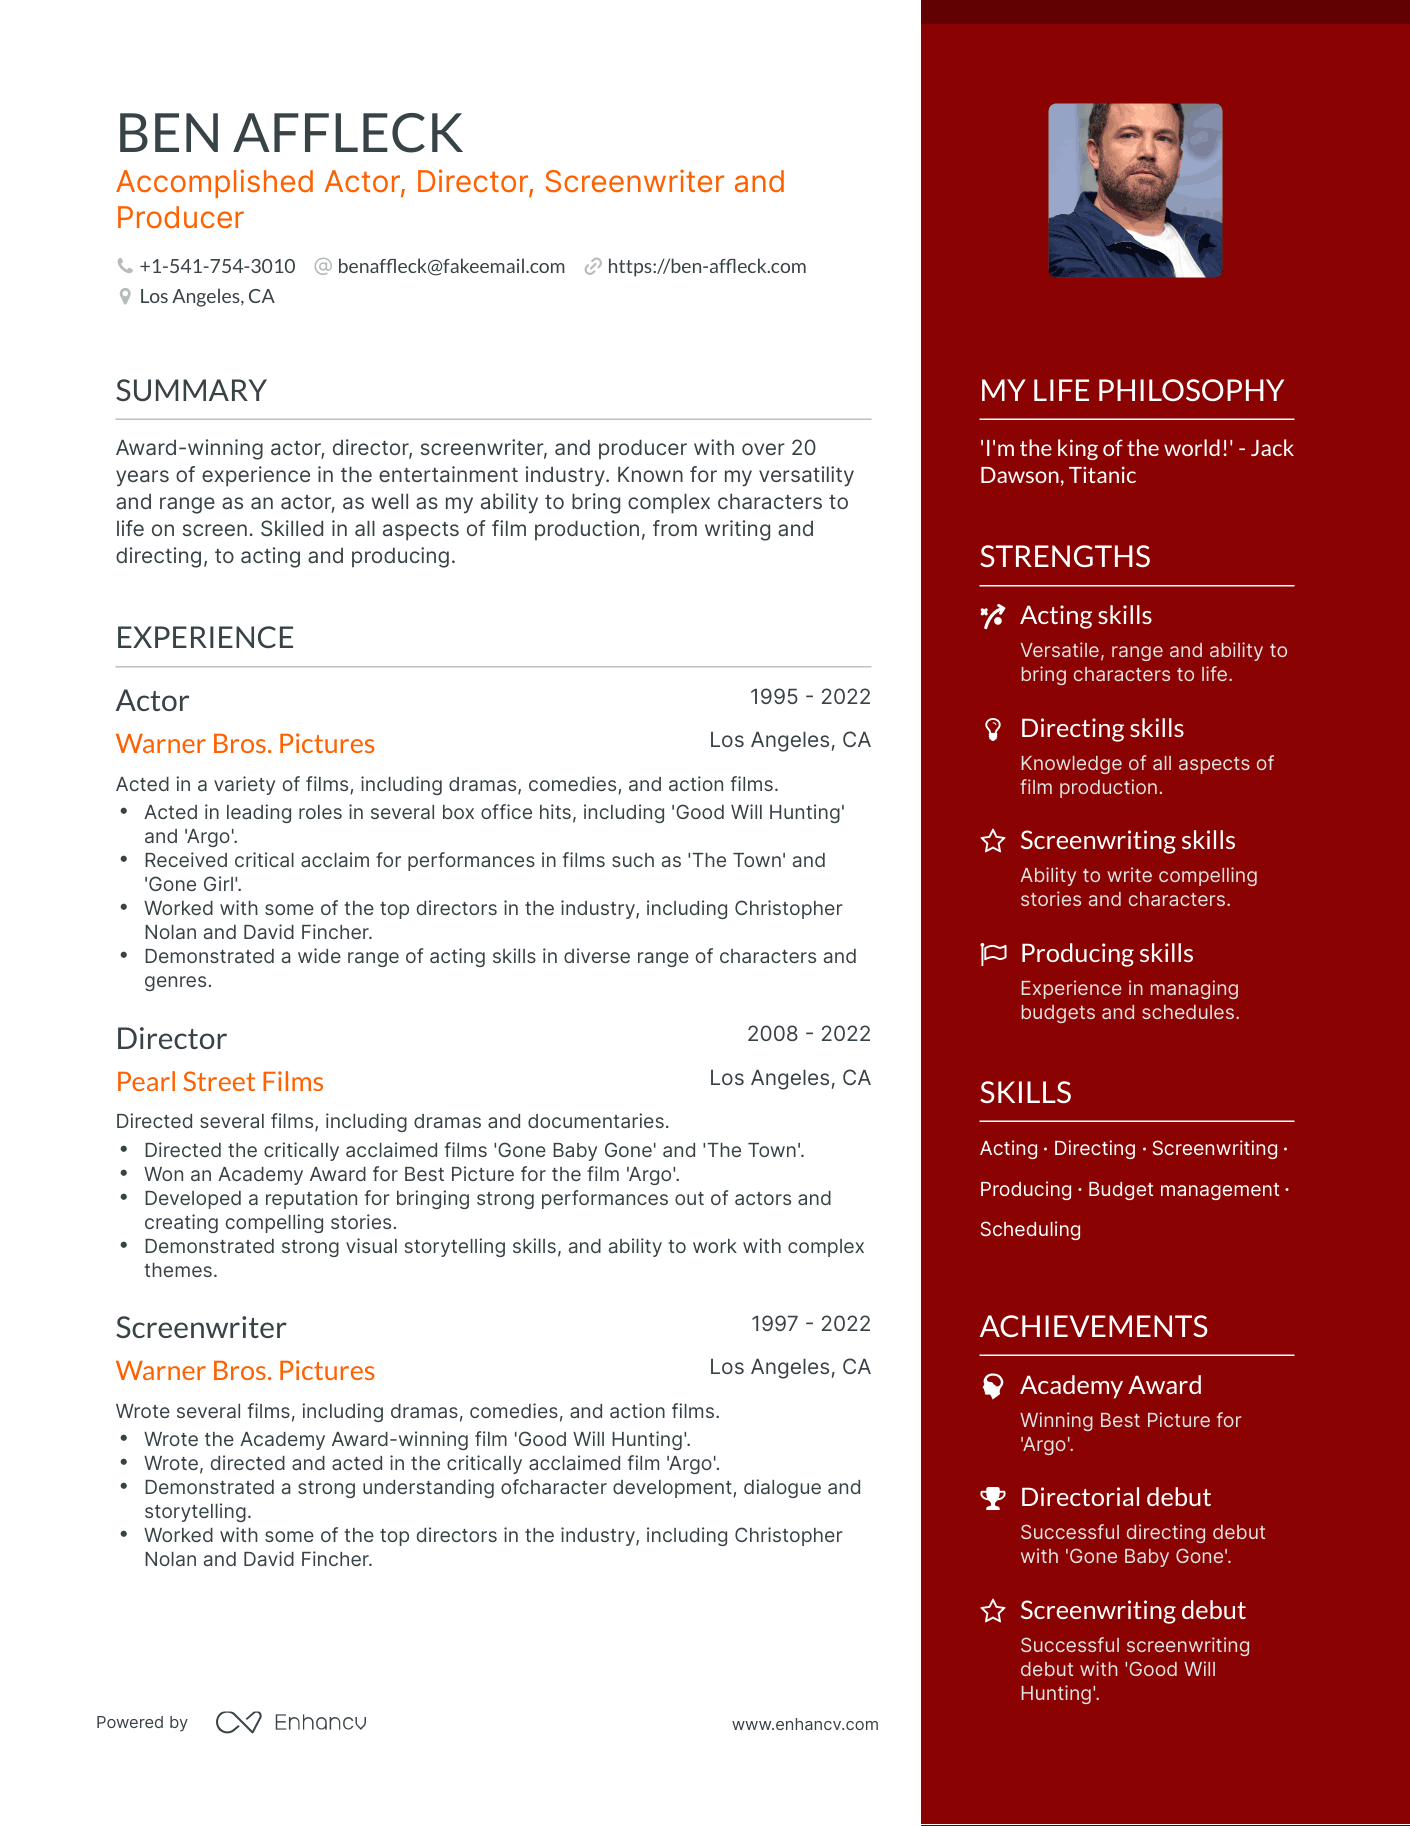 BEN AFFLECK
Accomplished Actor, Director, Screenwriter and
Producer
+1-541-754-3010 @ benaffleck@fakeemail.com https://ben-affleck.com
Los Angeles, CA
SUMMARY
Award-winning actor, director, screenwriter, and producer with over 20
years of experience in the entertainment industry. Known for my versatility
and range as an actor, as well as my ability to bring complex characters to
life on screen. Skilled in all aspects of film production, from writing and
directing, to acting and producing.
EXPERIENCE
Actor 1995 - 2022
Warner Bros. Pictures Los Angeles, CA
Acted in a variety of films, including dramas, comedies, and action films.
• Acted in leading roles in several box office hits, including 'Good Will Hunting'
and 'Argo'.
• Received critical acclaim for performances in films such as 'The Town' and
'Gone Girl'.
• Worked with some of the top directors in the industry, including Christopher
Nolan and David Fincher.
• Demonstrated a wide range of acting skills in diverse range of characters and
genres.
Director 2008 - 2022
Pearl Street Films Los Angeles, CA
Directed several films, including dramas and documentaries.
• Directed the critically acclaimed films 'Gone Baby Gone' and 'The Town'.
• Won an Academy Award for Best Picture for the film 'Argo'.
• Developed a reputation for bringing strong performances out of actors and
creating compelling stories.
• Demonstrated strong visual storytelling skills, and ability to work with complex
themes.
Screenwriter 1997 - 2022
Warner Bros. Pictures Los Angeles, CA
Wrote several films, including dramas, comedies, and action films.
• Wrote the Academy Award-winning film 'Good Will Hunting'.
• Wrote, directed and acted in the critically acclaimed film 'Argo'.
• Demonstrated a strong understanding ofcharacter development, dialogue and
storytelling.
• Worked with some of the top directors in the industry, including Christopher
Nolan and David Fincher.
Powered by Enhancv www.enhancv.com
MY LIFE PHILOSOPHY
'I'm the king of the world!' - Jack
Dawson, Titanic
STRENGTHS
Acting skills
Versatile, range and ability to
bring characters to life.
Directing skills
Knowledge of all aspects of
film production.
Screenwriting skills
Ability to write compelling
stories and characters.
Producing skills
Experience in managing
budgets and schedules.
SKILLS
Acting · Directing · Screenwriting ·
Producing · Budget management ·
Scheduling
ACHIEVEMENTS
Academy Award
Winning Best Picture for
'Argo'.
Directorial debut
Successful directing debut
with 'Gone Baby Gone'.
Screenwriting debut
Successful screenwriting
debut with 'Good Will
Hunting'.